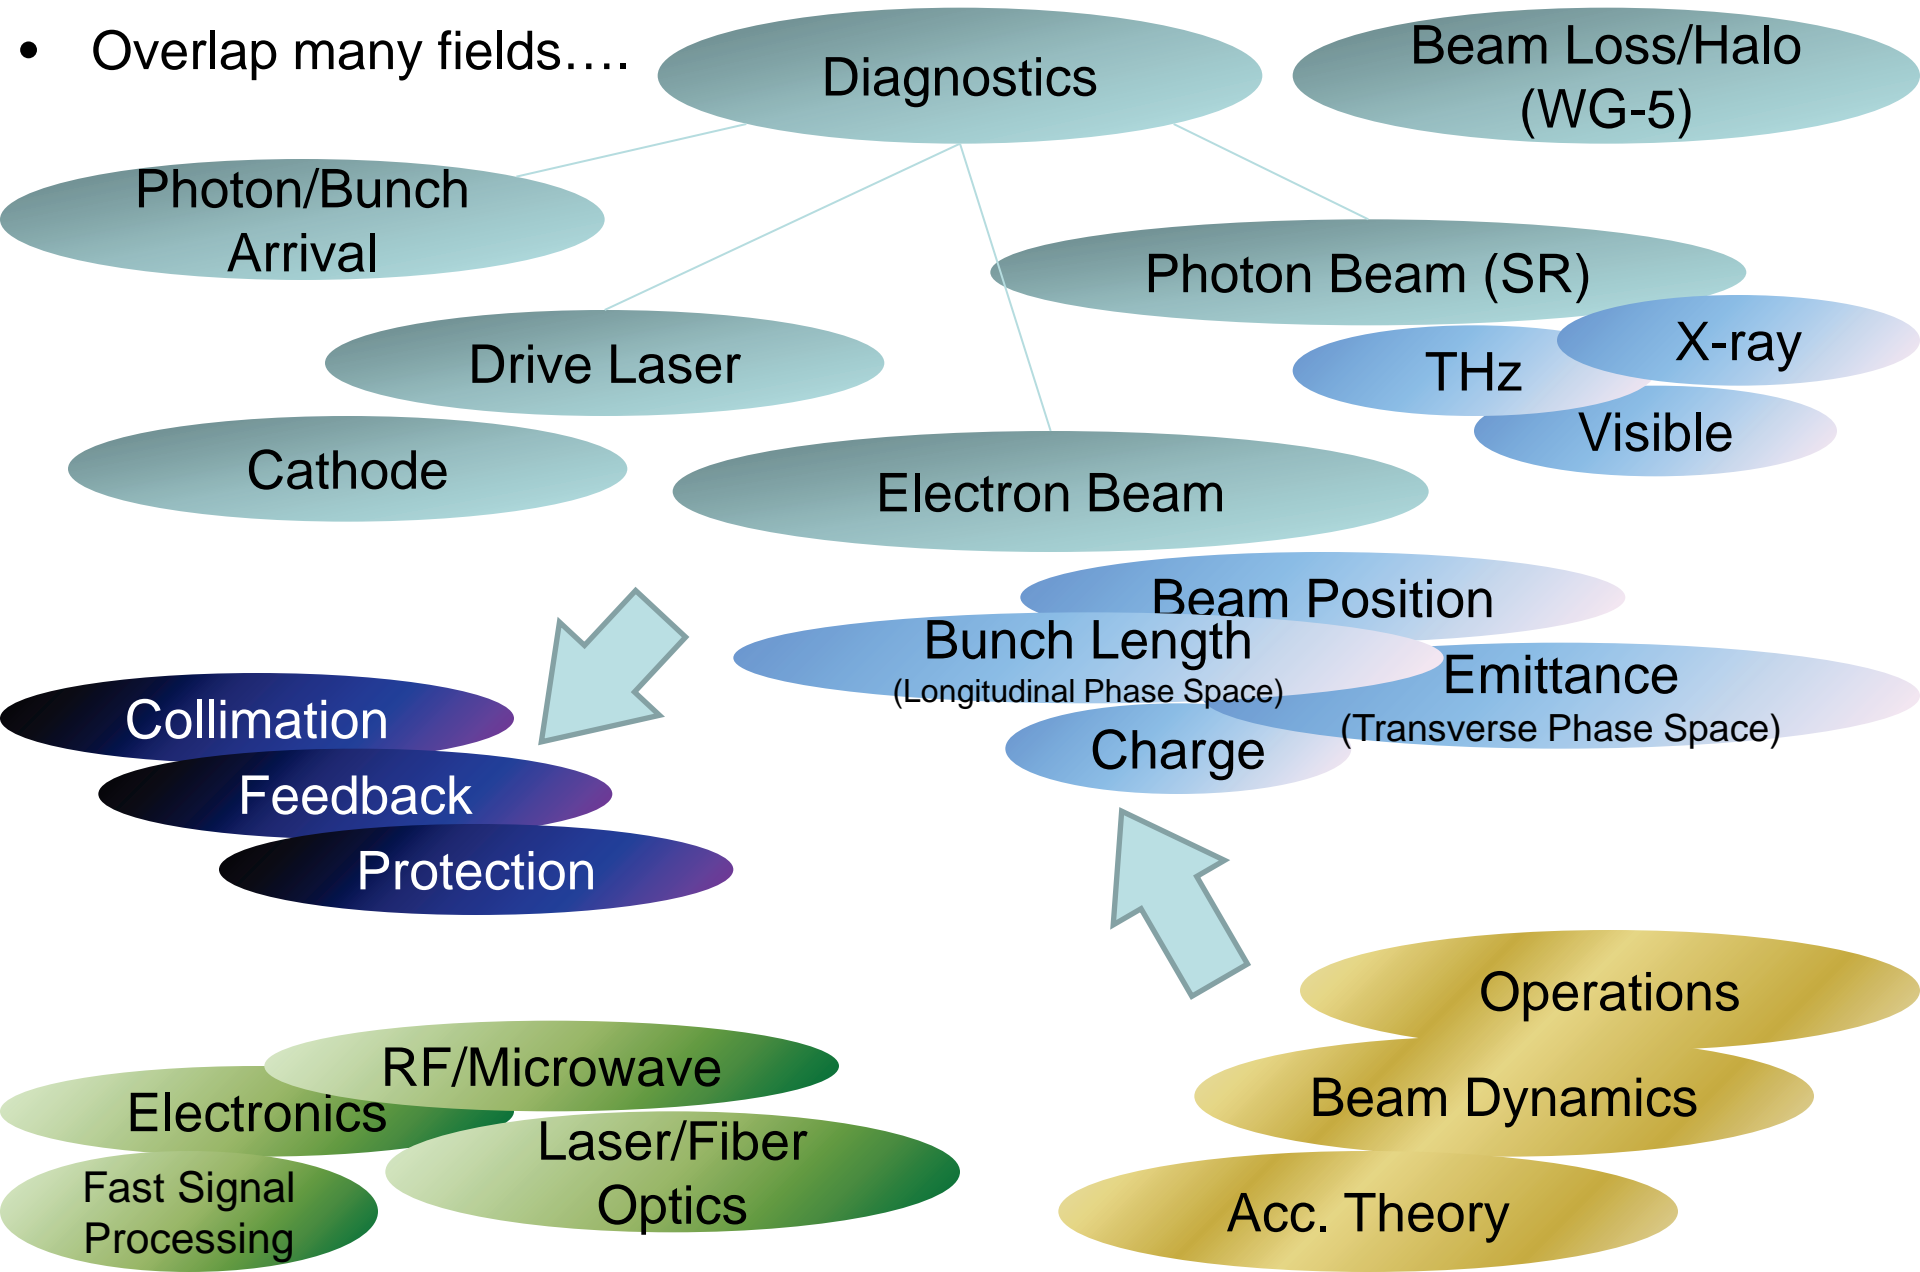 • Overlap many fields….
Diagnostics
Beam Loss/Halo
(WG-5)
Photon/Bunch
Arrival
Photon Beam (SR)
X-ray
THz
Visible
Drive Laser
Cathode
Electron Beam
Beam Position
Bunch Length
(Longitudinal Phase Space)
Emittance
(Transverse Phase Space)
Charge
Collimation
Feedback
Protection
Operations
Beam Dynamics
Acc. Theory
RF/Microwave
Electronics
Laser/Fiber
Optics
Fast Signal
Processing